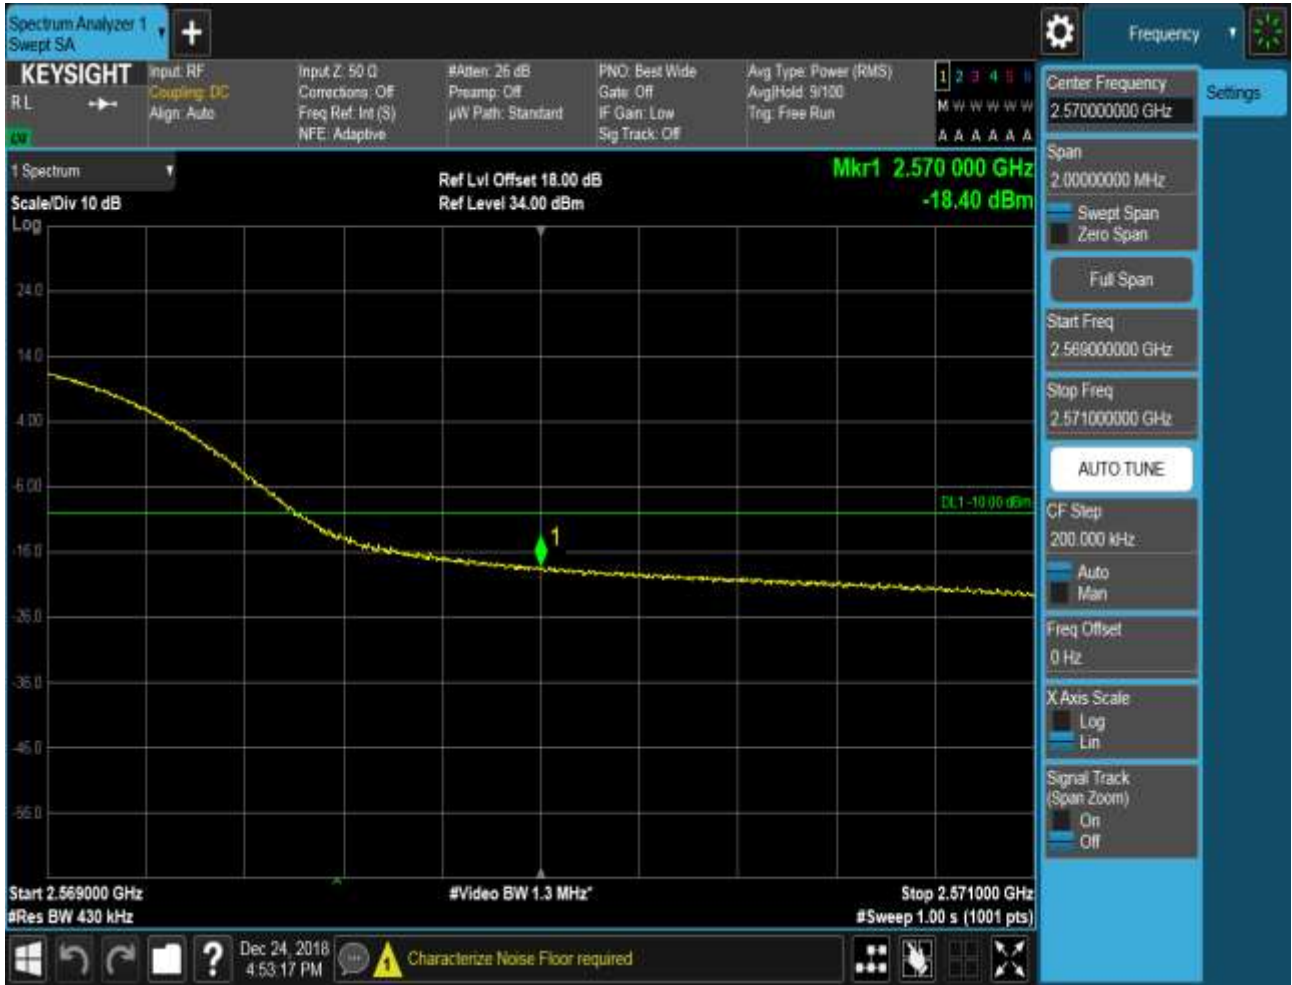 Spectrum Analyzer 1
Swept SA
Frequency
KEYSIGHT
R L
Input: RF
Coupling: DC
Align: Auto
Input Z: 50 Ω
Corrections: Off
Freq Ref: Int (S)
NFE: Adaptive
#Atten: 26 dB
Preamp: Off
µW Path: Standard
PNO: Best Wide
Gate: Off
IF Gain: Low
Sig Track: Off
Avg Type: Power (RMS)
Avg|Hold: 9/100
Trig: Free Run
1 2 3 4 5 6
M W W W W W
A A A A A A
1 Spectrum
Scale/Div 10 dB
Log
Ref Lvl Offset 18.00 dB
Ref Level 34.00 dBm
Mkr1 2.570 000 GHz
-18.40 dBm
24.0
14.0
4.00
-6.00
-16.0
-26.0
-36.0
-46.0
-56.0
DL1 -10.00 dBm
1
Start 2.569000 GHz
#Res BW 430 kHz
#Video BW 1.3 MHz*
Stop 2.571000 GHz
#Sweep 1.00 s (1001 pts)
Center Frequency
2.570000000 GHz
Settings
Span
2.00000000 MHz
Swept Span
Zero Span
Full Span
Start Freq
2.569000000 GHz
Stop Freq
2.571000000 GHz
AUTO TUNE
CF Step
200.000 kHz
Auto
Man
Freq Offset
0 Hz
X Axis Scale
Log
Lin
Signal Track
(Span Zoom)
On
Off
?
Dec 24, 2018
4:53:17 PM
1
Characterize Noise Floor required